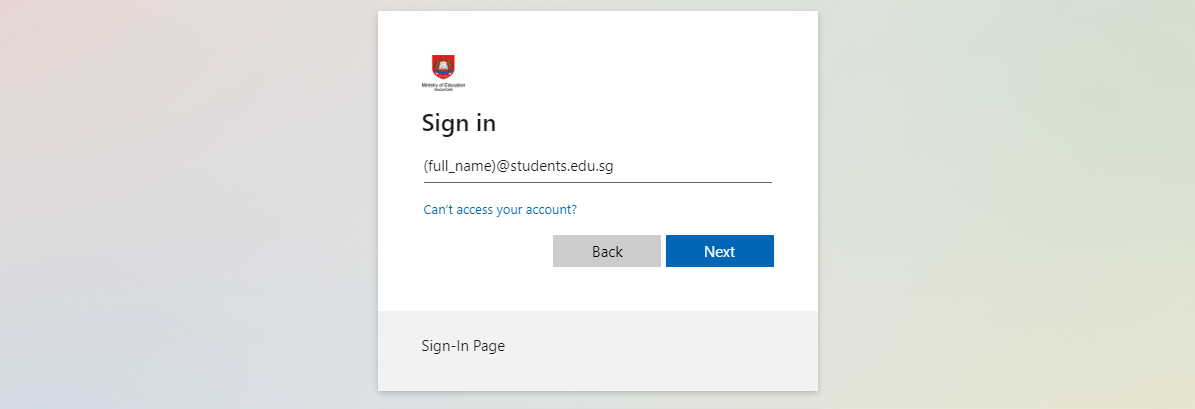 Ministry of Education
SINGAPORE
Sign in
(full_name)@students.edu.sg
Can't access your account?
Back
Next
Sign-In Page